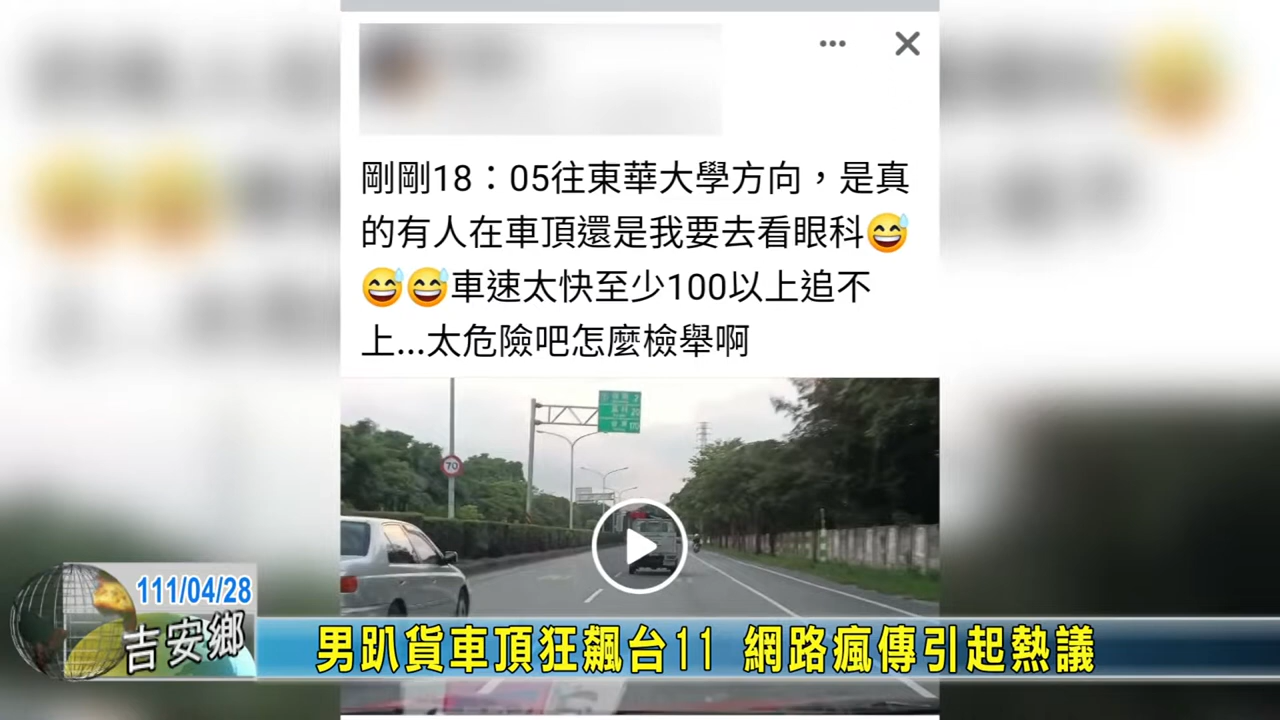 剛剛18：05往東華大學方向，是真
的有人在車頂還是我要去看眼科😅
😅😅車速太快至少100以上追不
上...太危險吧怎麼檢舉啊
70
111/04/28
吉安鄉
男趴貨車頂狂飆台11 網路瘋傳引起熱議